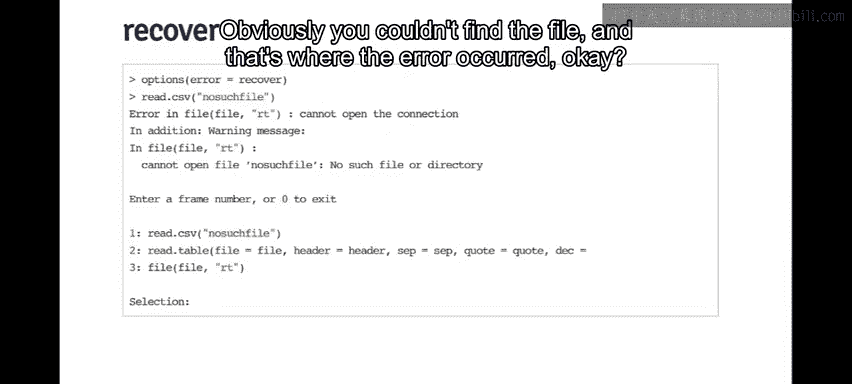 recover
Obviously you couldn't find the file, and
that's where the error occurred, okay?
> options(error = recover)
> read.csv("nosuchfile")
Error in file(file, "rt") : cannot open the connection
In addition: Warning message:
In file(file, "rt") :
cannot open file 'nosuchfile': No such file or directory
Enter a frame number, or 0 to exit
1: read.csv("nosuchfile")
2: read.table(file = file, header = header, sep = sep, quote = quote, dec =
3: file(file, "rt")
Selection: